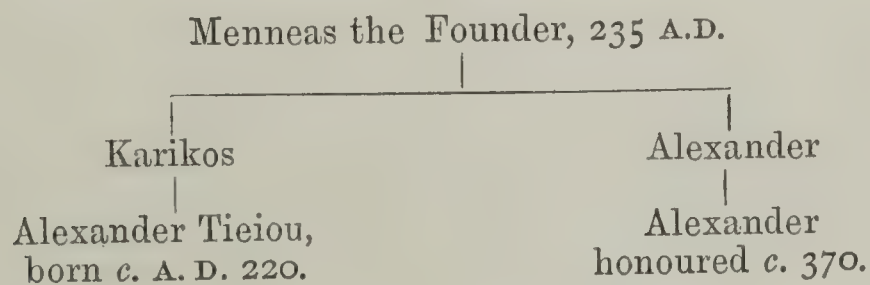 Menneas the Founder, 235 A.D.
Karikos
Alexander
Alexander Tieiou,
born c. A. D. 220.
Alexander
honoured c. 370.